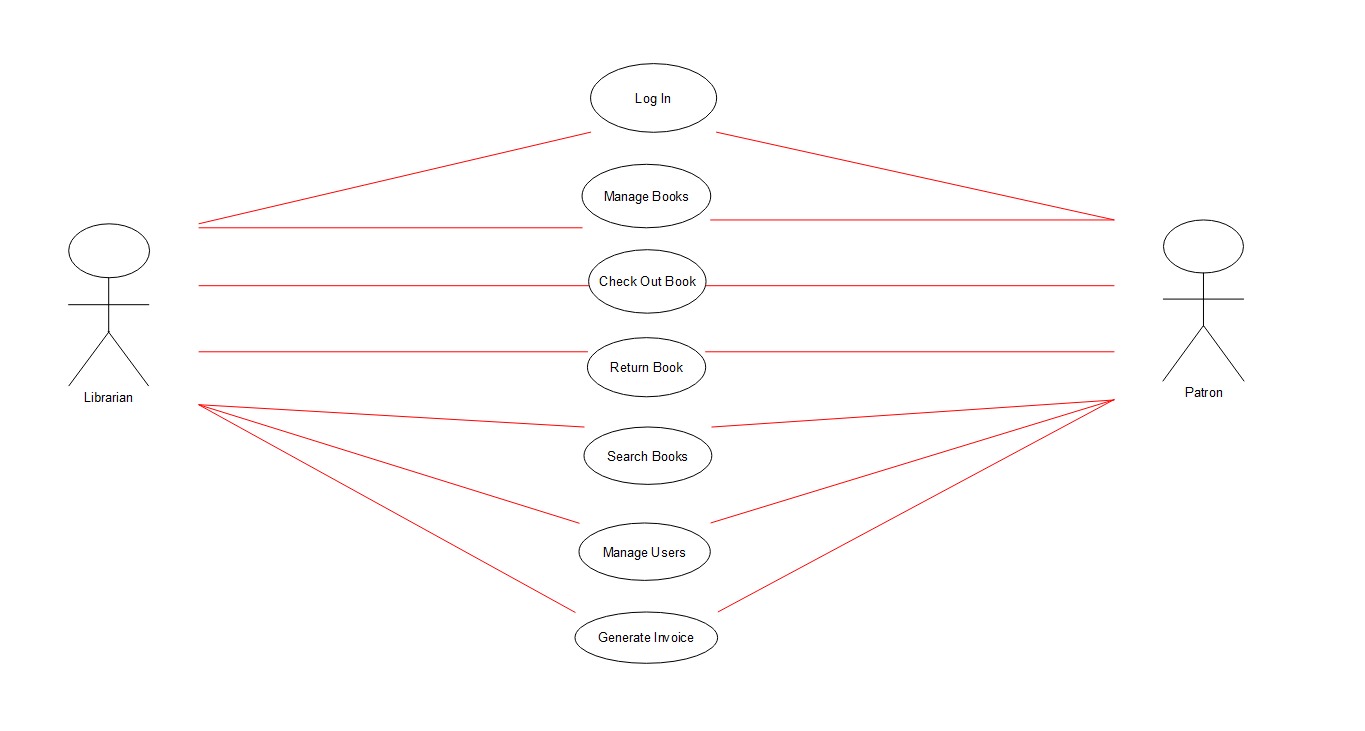 Log In
Manage Books
Check Out Book
Return Book
Librarian
Patron
Search Books
Manage Users
Generate Invoice